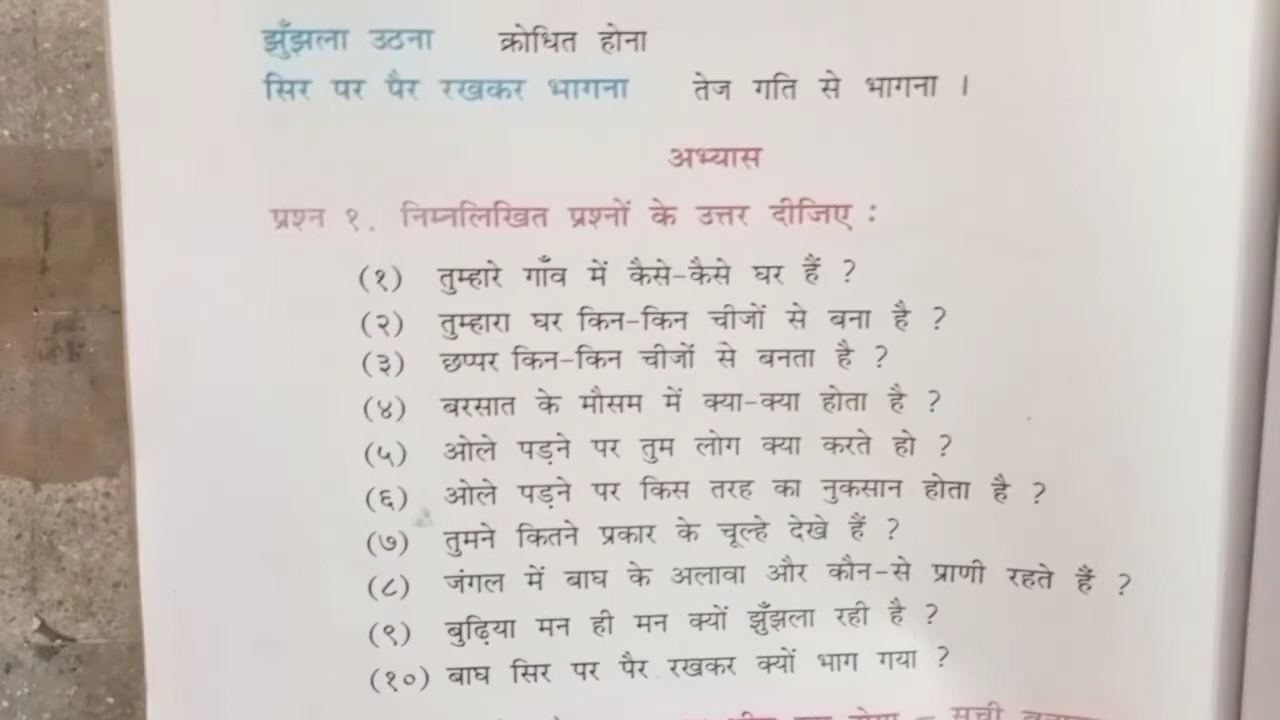 झुँझला उठना क्रोधित होना
सिर पर पैर रखकर भागना तेज गति से भागना ।
अभ्यास
प्रश्न १. निम्नलिखित प्रश्नों के उत्तर दीजिए :
(१) तुम्हारे गाँव में कैसे-कैसे घर हैं ?
(२) तुम्हारा घर किन-किन चीजों से बना है ?
(३) छप्पर किन-किन चीजों से बनता है ?
(४) बरसात के मौसम में क्या-क्या होता है ?
(५) ओले पड़ने पर तुम लोग क्या करते हो ?
(६) ओले पड़ने पर किस तरह का नुकसान होता है ?
(७) तुमने कितने प्रकार के चूल्हे देखे हैं ?
(८) जंगल में बाघ के अलावा और कौन-से प्राणी रहते हैं ?
(९) बुढ़िया मन ही मन क्यों झुँझला रही है ?
(१०) बाघ सिर पर पैर रखकर क्यों भाग गया ?